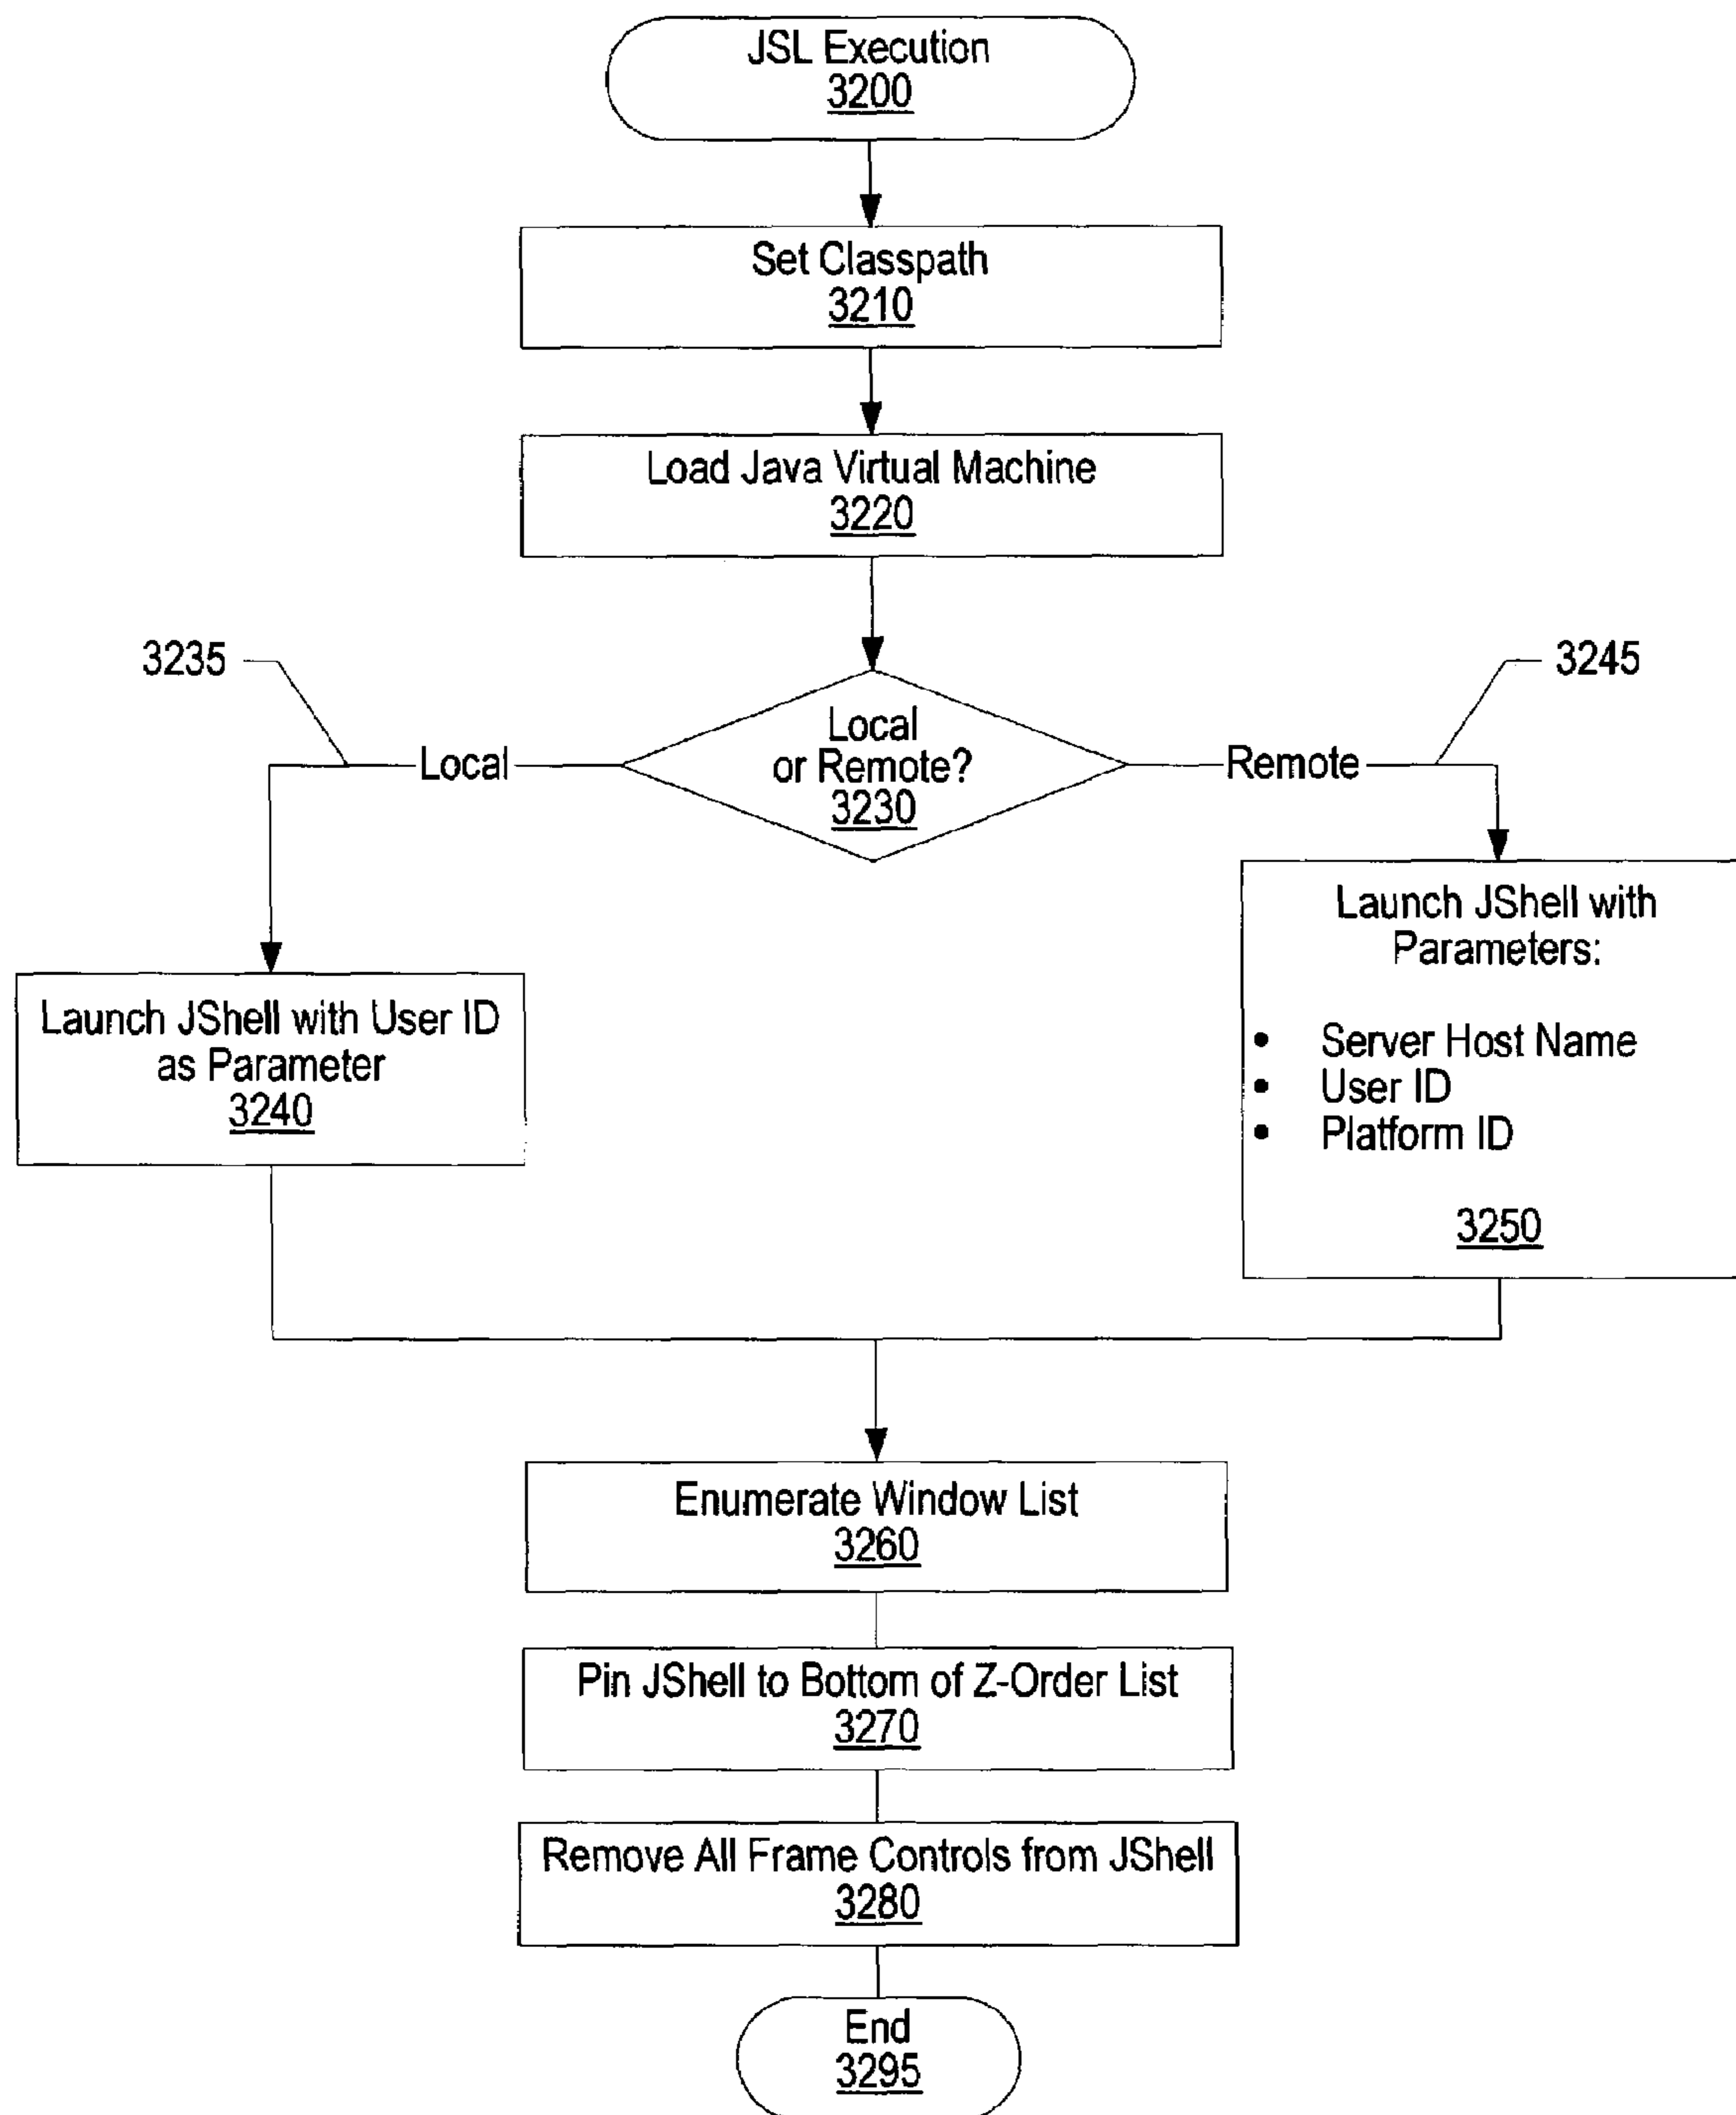 JSL Execution
3200
Set Classpath
3210
Load Java Virtual Machine
3220
3235
3245
Local
Local
or Remote?
3230
Remote
Launch JShell with User ID
as Parameter
3240
Launch JShell with
Parameters:
• Server Host Name
• User ID
• Platform ID
3250
Enumerate Window List
3260
Pin JShell to Bottom of Z-Order List
3270
Remove All Frame Controls from JShell
3280
End
3295